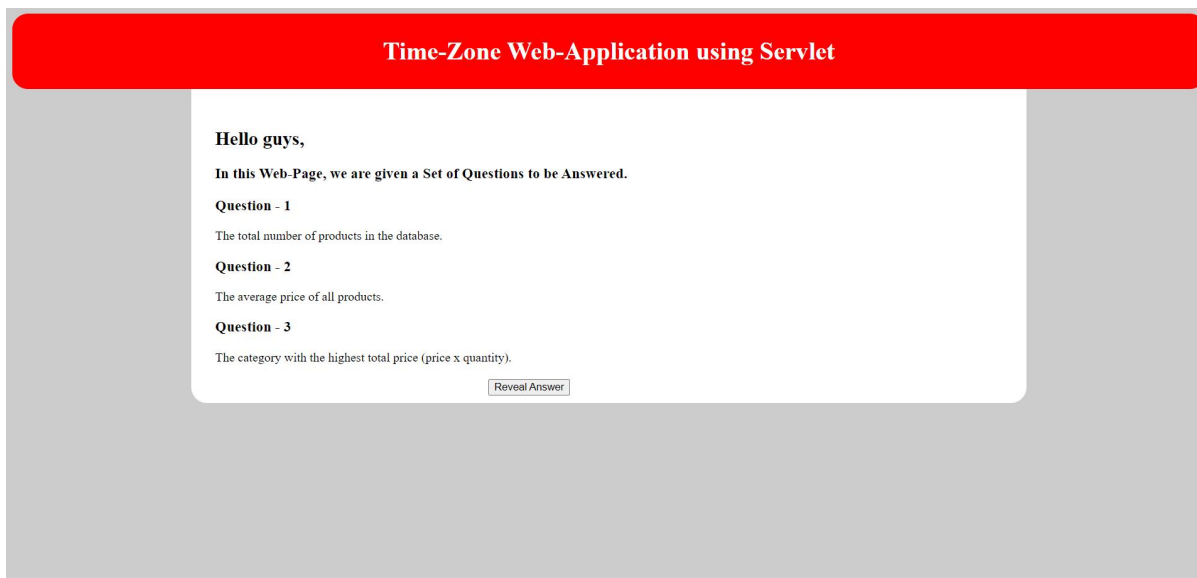 Time-Zone Web-Application using Servlet
Hello guys,
In this Web-Page, we are given a Set of Questions to be Answered.
Question - 1
The total number of products in the database.
Question - 2
The average price of all products.
Question - 3
The category with the highest total price (price x quantity).
Reveal Answer